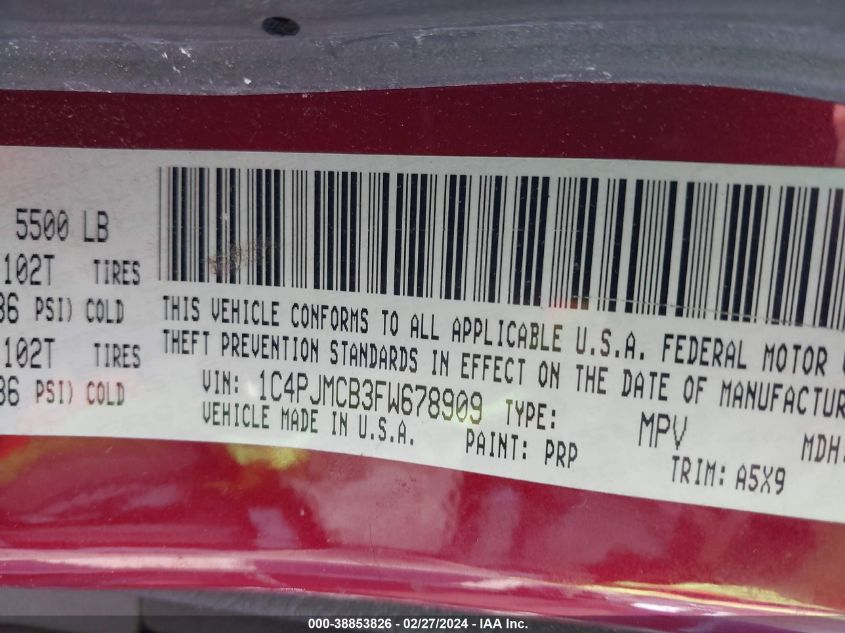 5500 LB
102T TIRES
36 PSI) COLD
102T TIRES
36 PSI) COLD
THIS VEHICLE CONFORMS TO ALL APPLICABLE U.S.A. FEDERAL MOTOR
THEFT PREVENTION STANDARDS IN EFFECT ON THE DATE OF MANUFACTUR
VIN: 1C4PJMCB3FW678909 TYPE: MPV MDH:
VEHICLE MADE IN U.S.A. PAINT: PRP TRIM: A5X9
000-38853826 - 02/27/2024 - IAA Inc.